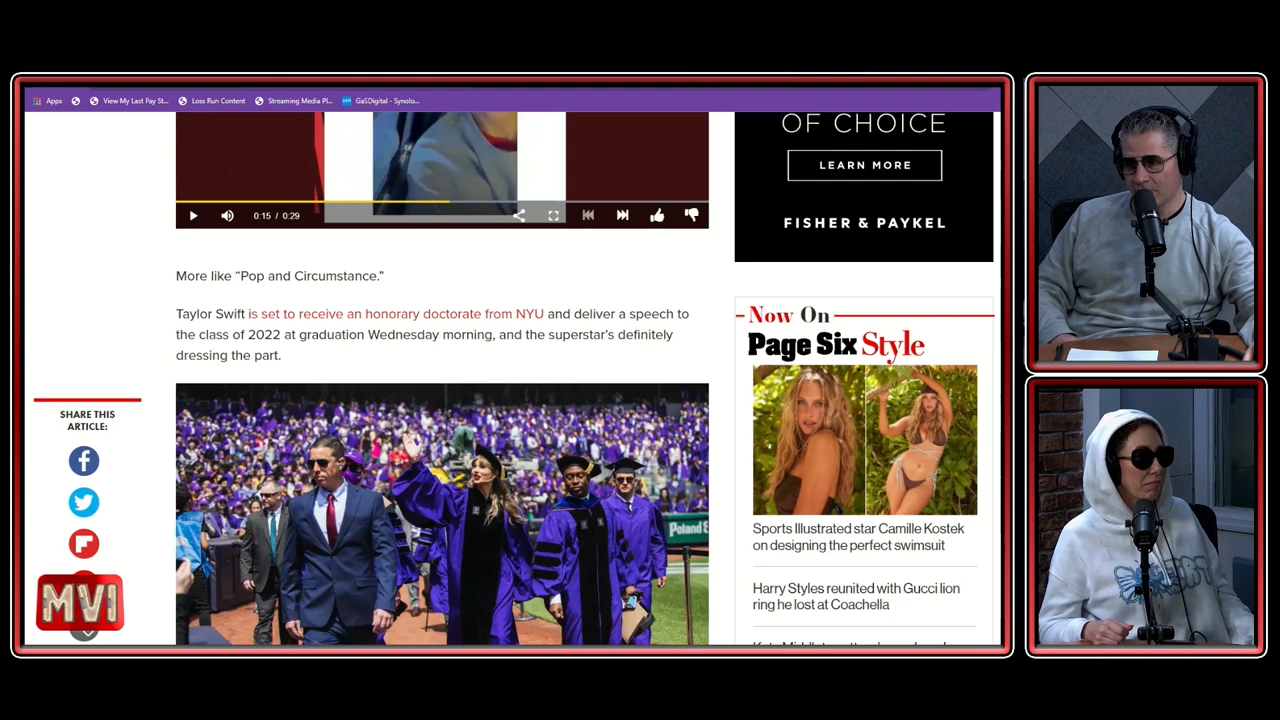 Apps
View My Last Pay St...
Loss Run Content
Streaming Media Pl...
GaSDigital - Synolo...
0:15 / 0:29
More like “Pop and Circumstance.”
Taylor Swift is set to receive an honorary doctorate from NYU and deliver a speech to
the class of 2022 at graduation Wednesday morning, and the superstar’s definitely
dressing the part.
SHARE THIS
ARTICLE:
MVI
Poland S
OF CHOICE
LEARN MORE
FISHER & PAYKEL
Now On
Page Six Style
Sports Illustrated star Camille Kostek
on designing the perfect swimsuit
Harry Styles reunited with Gucci lion
ring he lost at Coachella